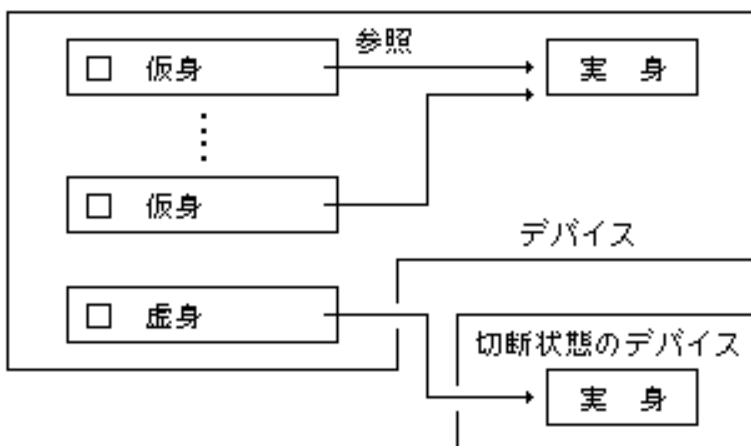 仮身
参照
実 身
仮身
デバイス
虚身
切断状態のデバイス
実 身